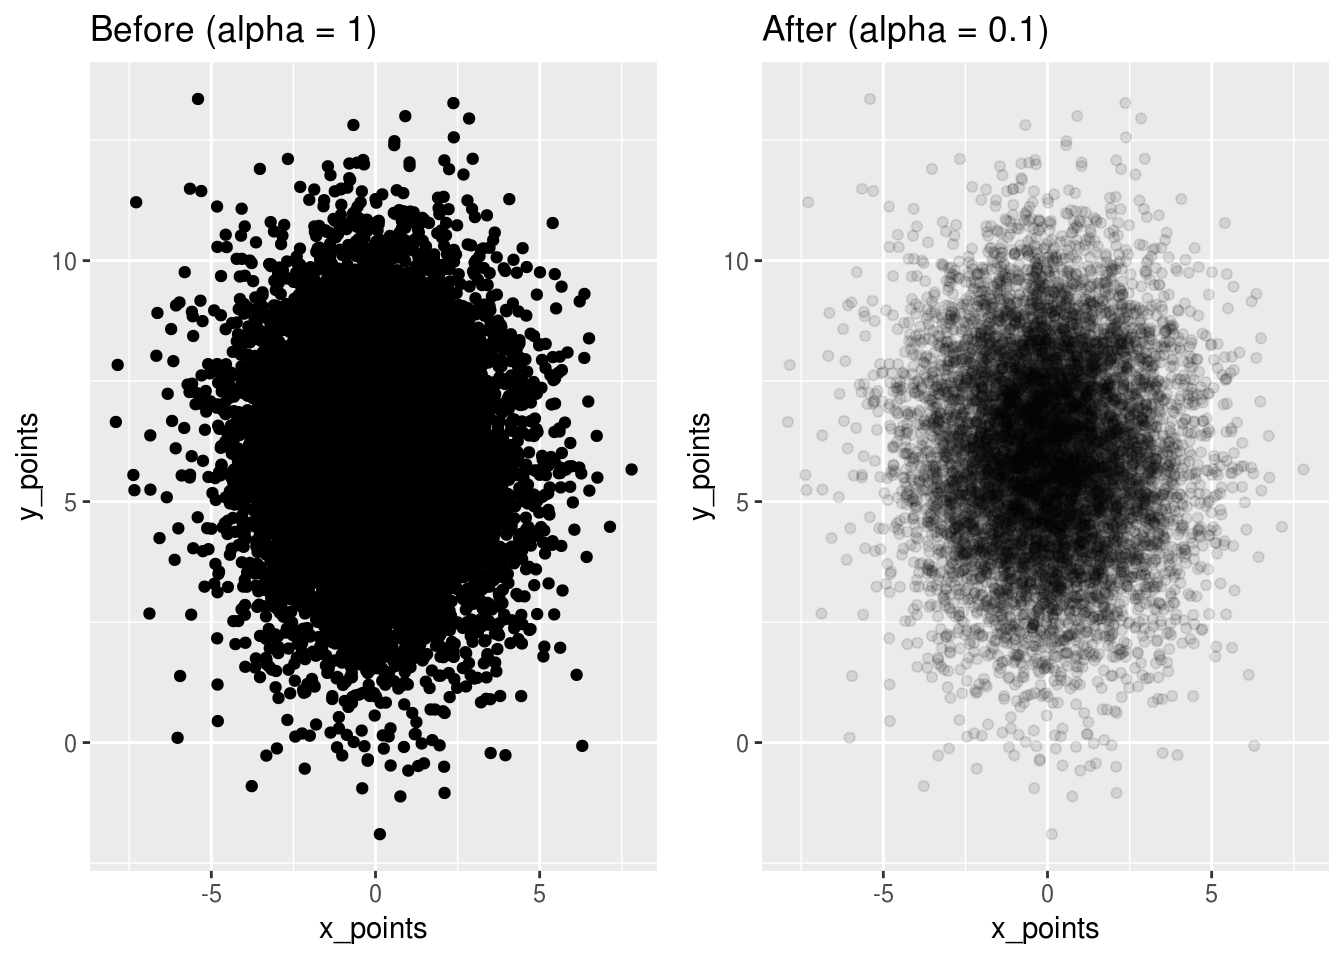 Before (alpha = 1)
y_points
10
5
0
-5
0
5
x_points
After (alpha = 0.1)
y_points
10
5
0
-5
0
5
x_points